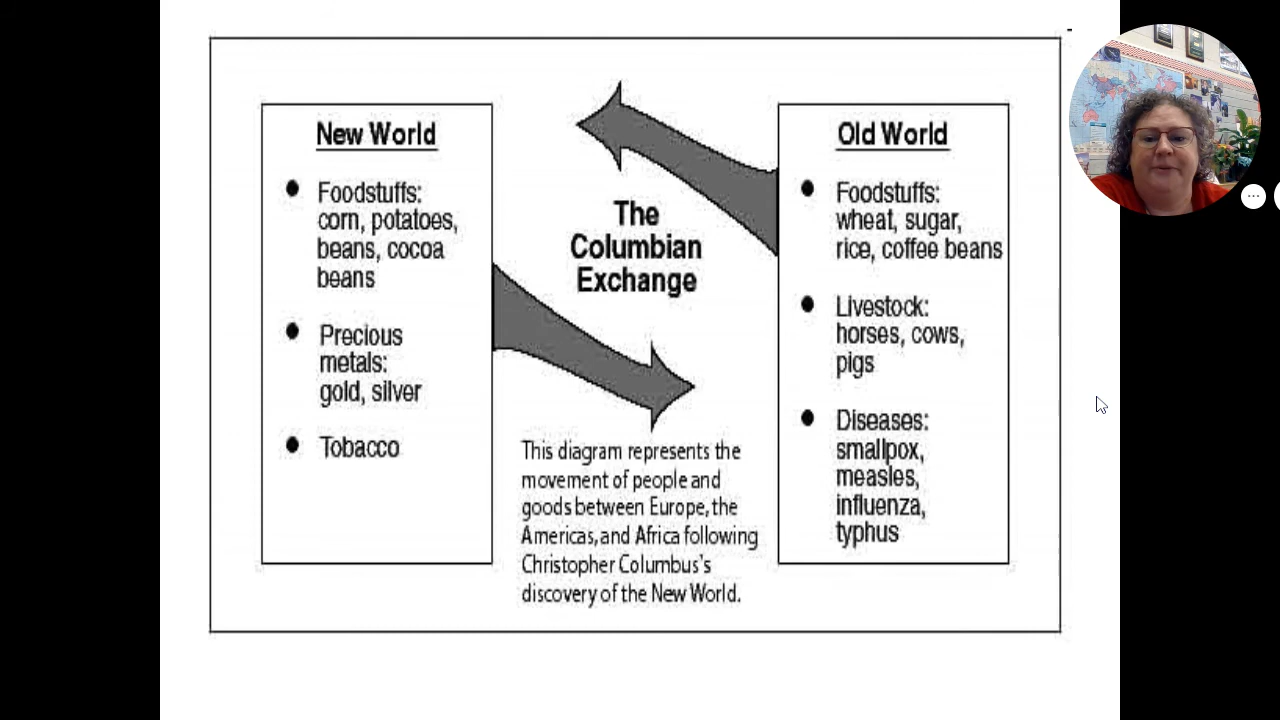 New World
• Foodstuffs:
corn, potatoes,
beans, cocoa
beans
• Precious
metals:
gold, silver
• Tobacco
The
Columbian
Exchange
This diagram represents the
movement of people and
goods between Europe, the
Americas, and Africa following
Christopher Columbus's
discovery of the New World.
Old World
• Foodstuffs:
wheat, sugar,
rice, coffee beans
• Livestock:
horses, cows,
pigs
• Diseases:
smallpox,
measles,
influenza,
typhus